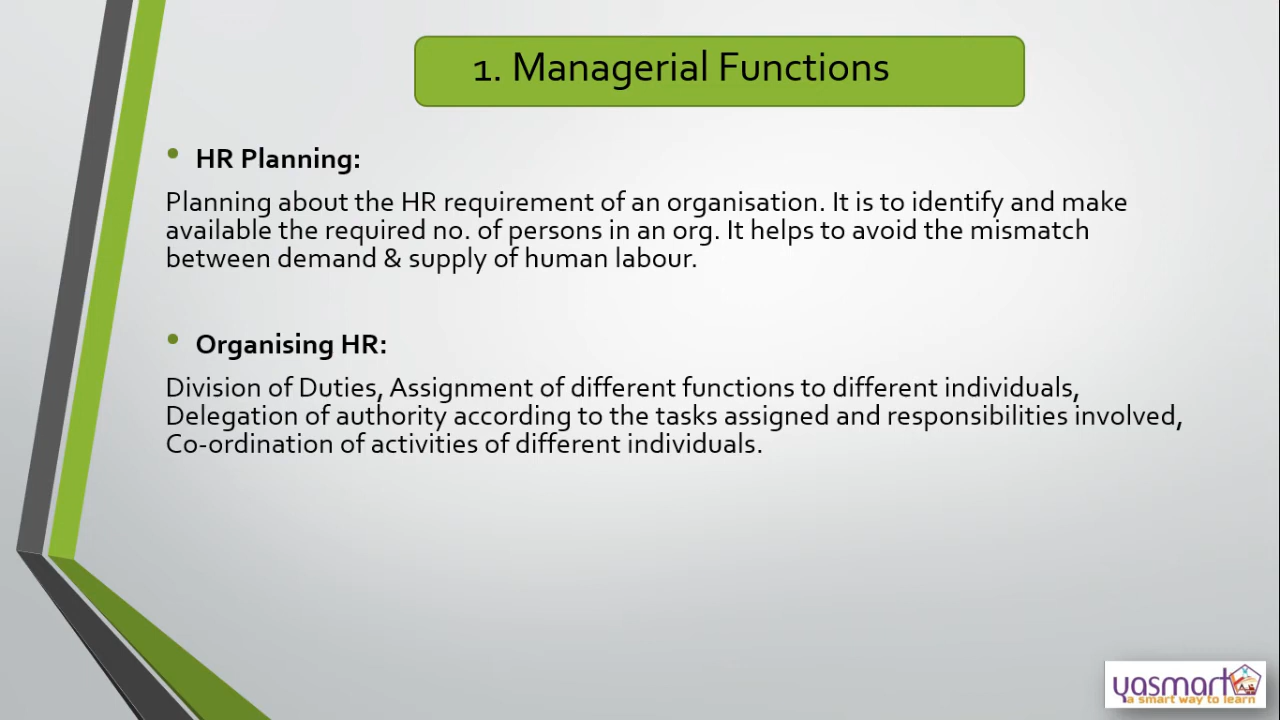 1. Managerial Functions
• HR Planning:
Planning about the HR requirement of an organisation. It is to identify and make
available the required no. of persons in an org. It helps to avoid the mismatch
between demand & supply of human labour.
• Organising HR:
Division of Duties, Assignment of different functions to different individuals,
Delegation of authority according to the tasks assigned and responsibilities involved,
Co-ordination of activities of different individuals.
yasmart
a smart way to learn